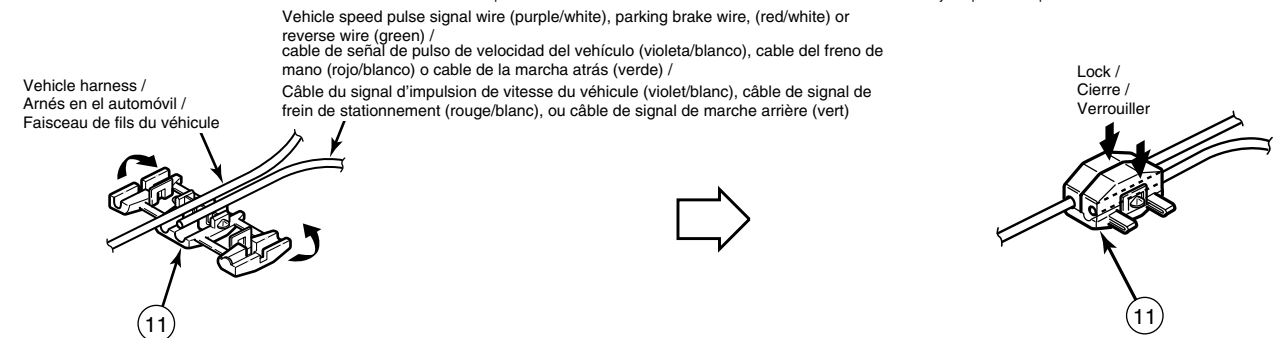 Vehicle speed pulse signal wire (purple/white), parking brake wire, (red/white) or
reverse wire (green) /
cable de señal de pulso de velocidad del vehículo (violeta/blanco), cable del freno de
mano (rojo/blanco) o cable de la marcha atrás (verde) /
Câble du signal d'impulsion de vitesse du véhicule (violet/blanc), câble de signal de
frein de stationnement (rouge/blanc), ou câble de signal de marche arrière (vert)
Vehicle harness /
Arnés en el automóvil /
Faisceau de fils du véhicule
Lock /
Cierre /
Verrouiller
11
11